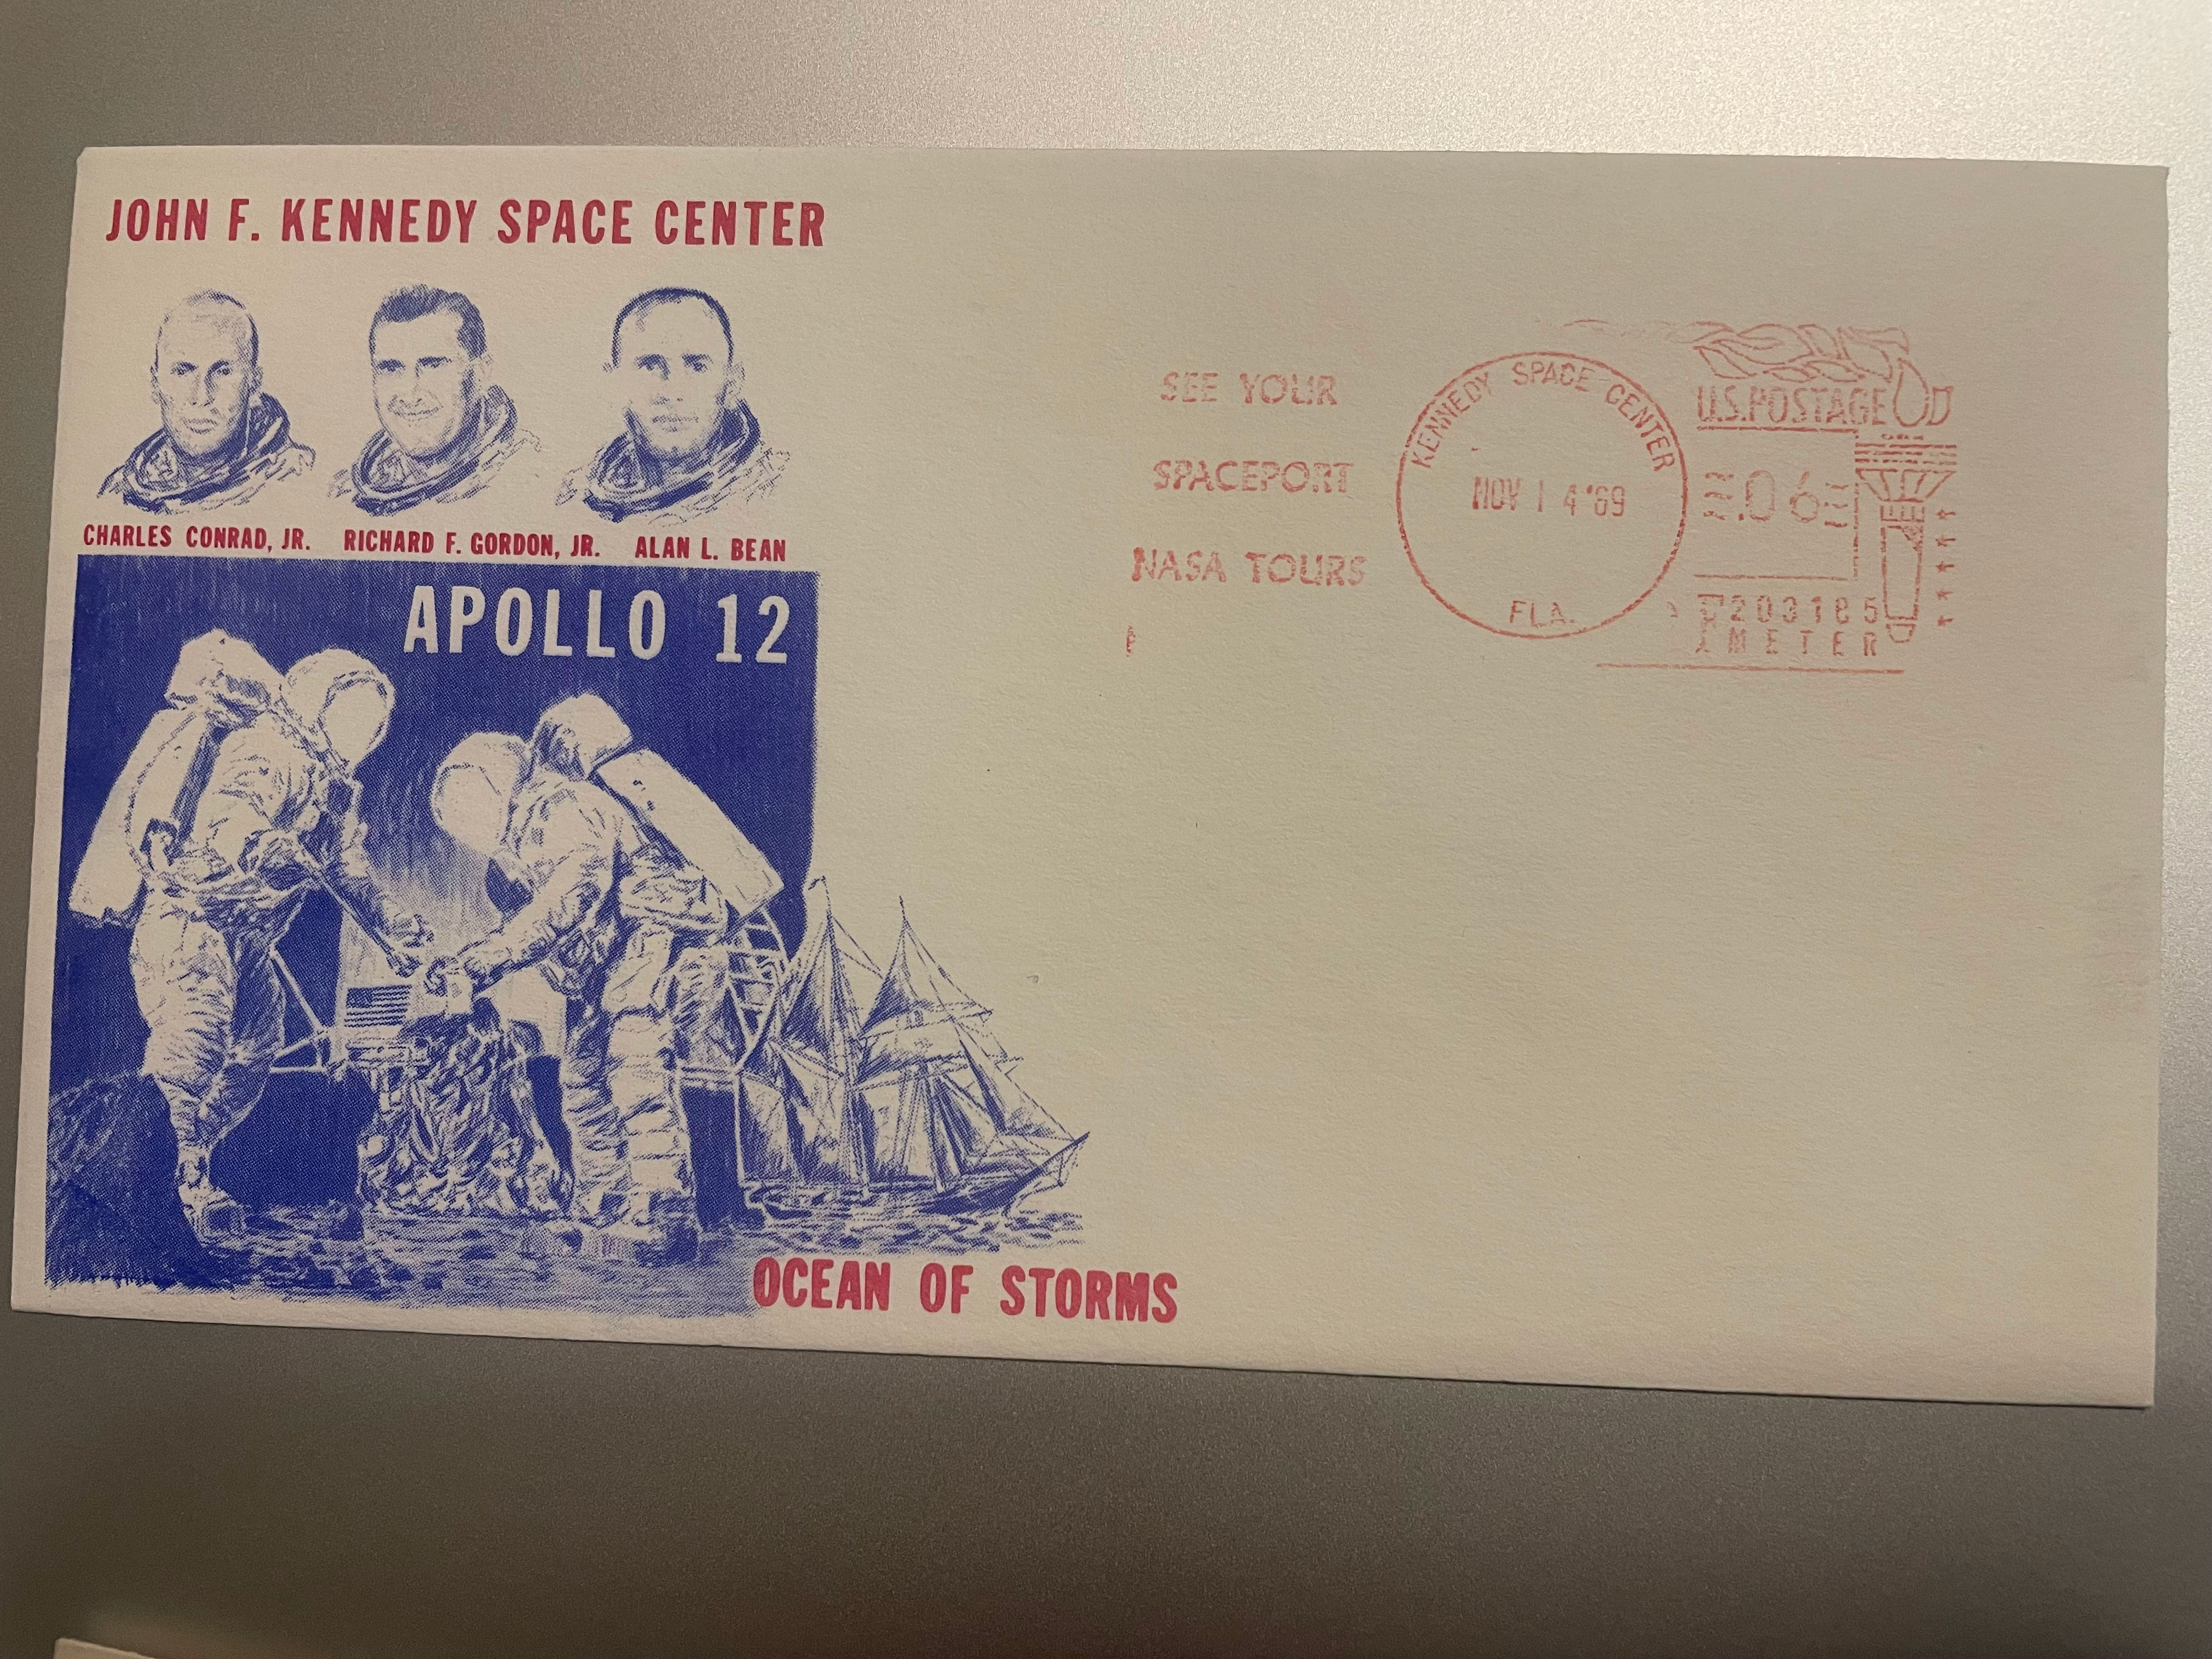 JOHN F. KENNEDY SPACE CENTER
CHARLES CONRAD, JR. RICHARD F. GORDON, JR. ALAN L. BEAN
APOLLO 12
OCEAN OF STORMS
SEE YOUR
SPACEPORT
NASA TOURS
KENNEDY SPACE CENTER
NOV 14 '69
FLA.
U.S. POSTAGE
.06
203185
METER